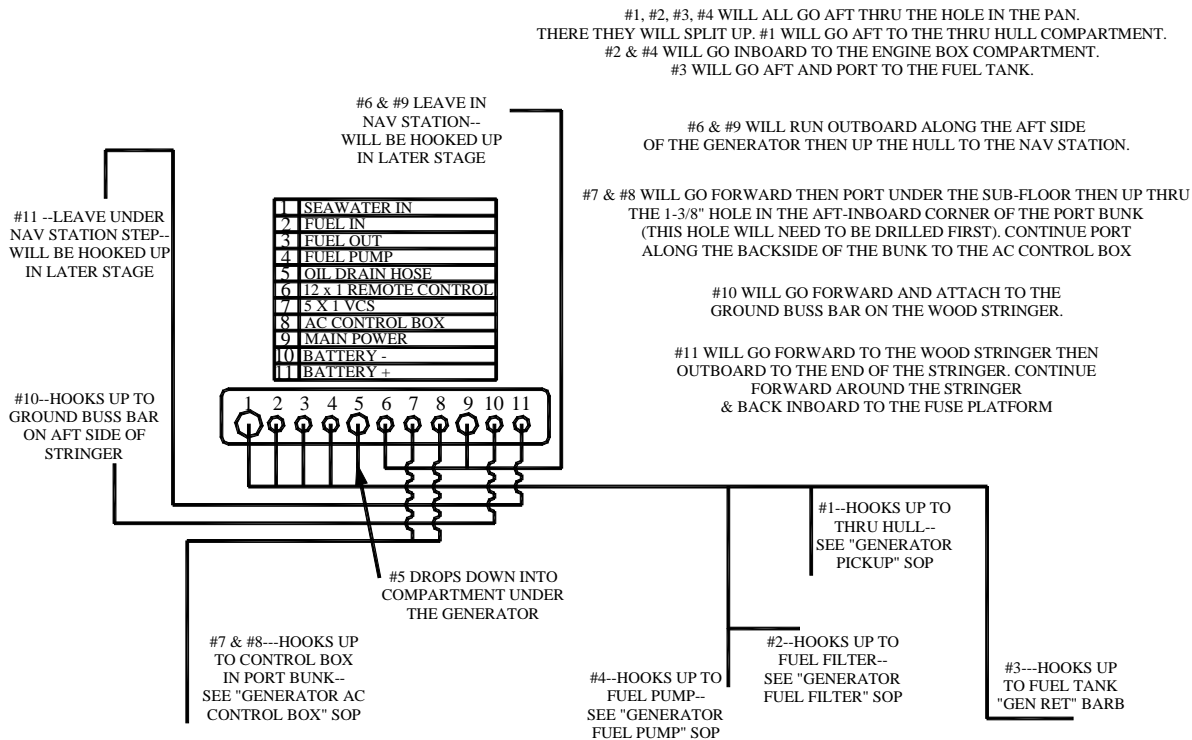 #1, #2, #3, #4 WILL ALL GO AFT THRU THE HOLE IN THE PAN.
THERE THEY WILL SPLIT UP. #1 WILL GO AFT TO THE THRU HULL COMPARTMENT.
#2 & #4 WILL GO INBOARD TO THE ENGINE BOX COMPARTMENT.
#3 WILL GO AFT AND PORT TO THE FUEL TANK.
#6 & #9 LEAVE IN
NAV STATION--
WILL BE HOOKED UP
IN LATER STAGE
#6 & #9 WILL RUN OUTBOARD ALONG THE AFT SIDE
OF THE GENERATOR THEN UP THE HULL TO THE NAV STATION.
#11 --LEAVE UNDER
NAV STATION STEP--
WILL BE HOOKED UP
IN LATER STAGE
#7 & #8 WILL GO FORWARD THEN PORT UNDER THE SUB-FLOOR THEN UP THRU
THE 1-3/8" HOLE IN THE AFT-INBOARD CORNER OF THE PORT BUNK
(THIS HOLE WILL NEED TO BE DRILLED FIRST). CONTINUE PORT
ALONG THE BACKSIDE OF THE BUNK TO THE AC CONTROL BOX
1 SEAWATER IN
2 FUEL IN
3 FUEL OUT
4 FUEL PUMP
5 OIL DRAIN HOSE
6 12 x 1 REMOTE CONTROL
7 5 X 1 VCS
8 AC CONTROL BOX
9 MAIN POWER
10 BATTERY -
11 BATTERY +
#10 WILL GO FORWARD AND ATTACH TO THE
GROUND BUSS BAR ON THE WOOD STRINGER.
#11 WILL GO FORWARD TO THE WOOD STRINGER THEN
OUTBOARD TO THE END OF THE STRINGER. CONTINUE
FORWARD AROUND THE STRINGER
& BACK INBOARD TO THE FUSE PLATFORM
#10--HOOKS UP TO
GROUND BUSS BAR
ON AFT SIDE OF
STRINGER
1 2 3 4 5 6 7 8 9 10 11
#1--HOOKS UP TO
THRU HULL--
SEE "GENERATOR
PICKUP" SOP
#5 DROPS DOWN INTO
COMPARTMENT UNDER
THE GENERATOR
#7 & #8---HOOKS UP
TO CONTROL BOX
IN PORT BUNK--
SEE "GENERATOR AC
CONTROL BOX" SOP
#4--HOOKS UP TO
FUEL PUMP--
SEE "GENERATOR
FUEL PUMP" SOP
#2--HOOKS UP TO
FUEL FILTER--
SEE "GENERATOR
FUEL FILTER" SOP
#3---HOOKS UP
TO FUEL TANK
"GEN RET" BARB